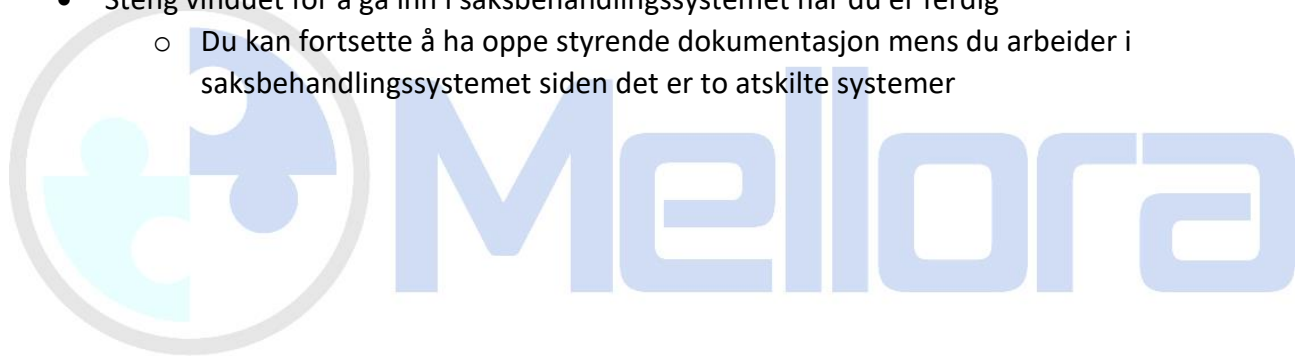 Steng vinduet for å gå inn i saksbehandlingssystemet når du er ferdig
o Du kan fortsette å ha oppe styrende dokumentasjon mens du arbeider i
saksbehandlingssystemet siden det er to atskilte systemer
Mellora